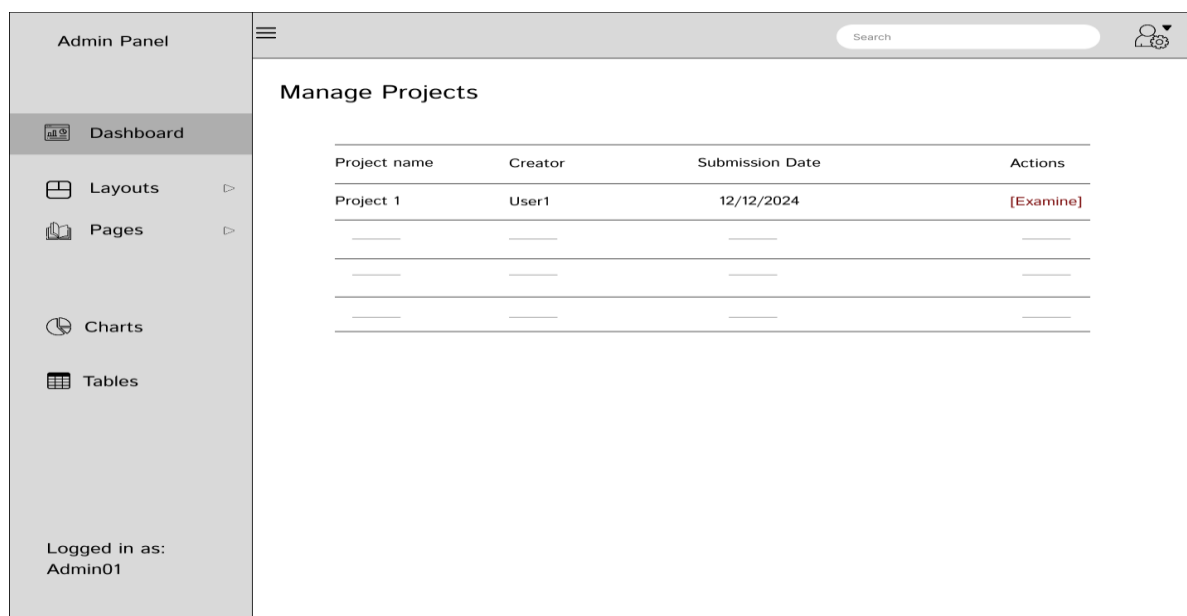 Admin Panel
Search
Manage Projects
Dashboard
Layouts
Pages
Charts
Tables
Project name Creator Submission Date Actions
Project 1 User1 12/12/2024 [Examine]
Logged in as:
Admin01